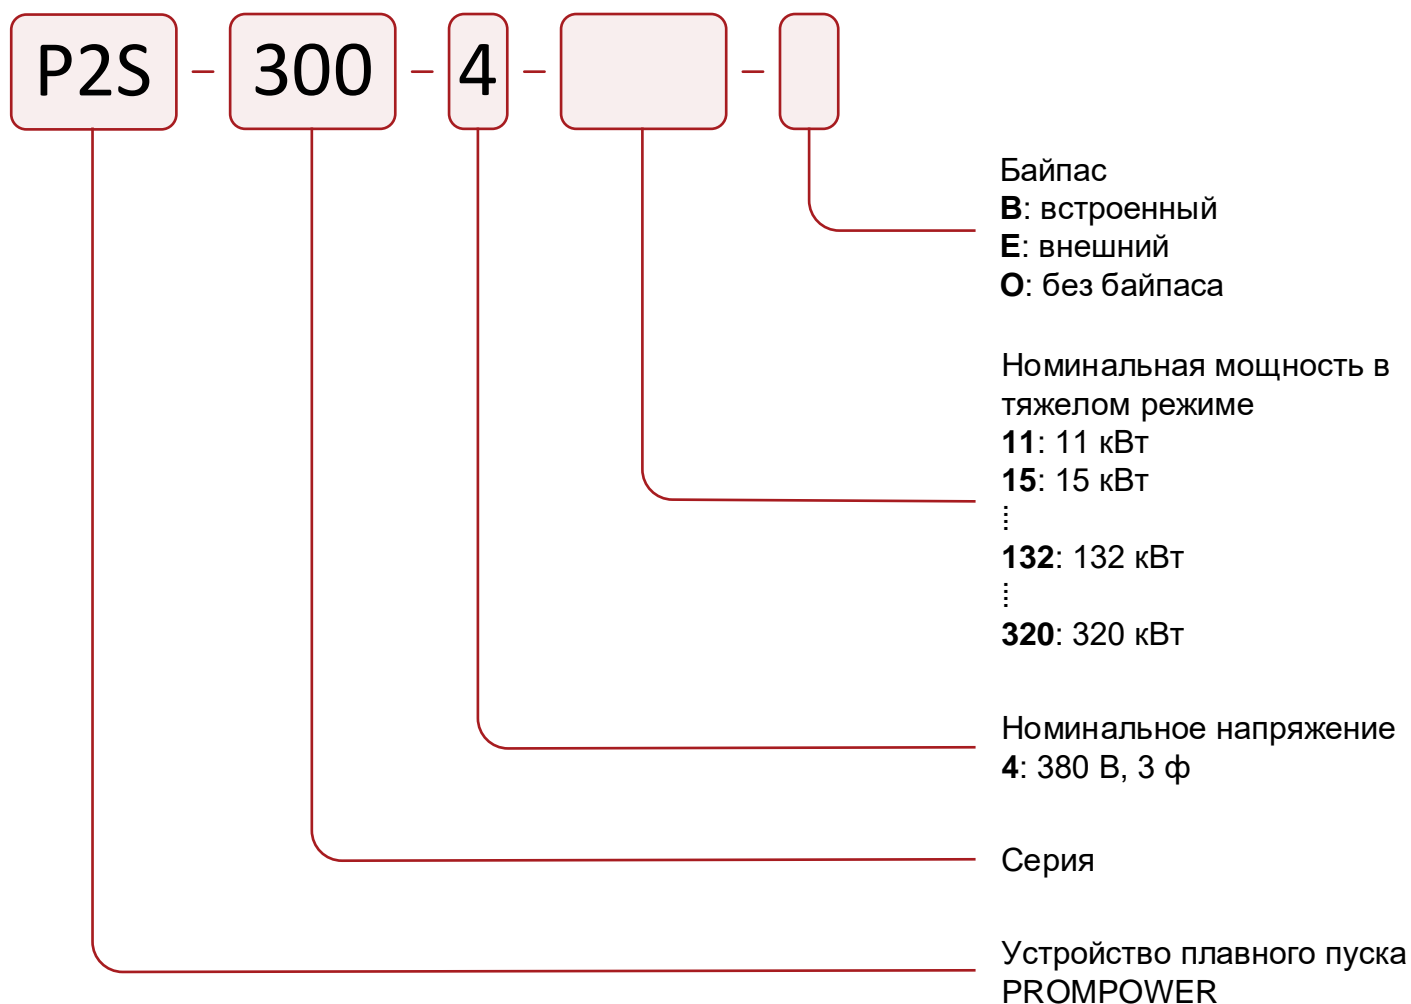 P2S – 300 – 4 – –
Байпас
B: встроенный
E: внешний
O: без байпаса
Номинальная мощность в
тяжелом режиме
11: 11 кВт
15: 15 кВт
⁞
132: 132 кВт
⁞
320: 320 кВт
Номинальное напряжение
4: 380 В, 3 ф
Серия
Устройство плавного пуска
PROMPOWER